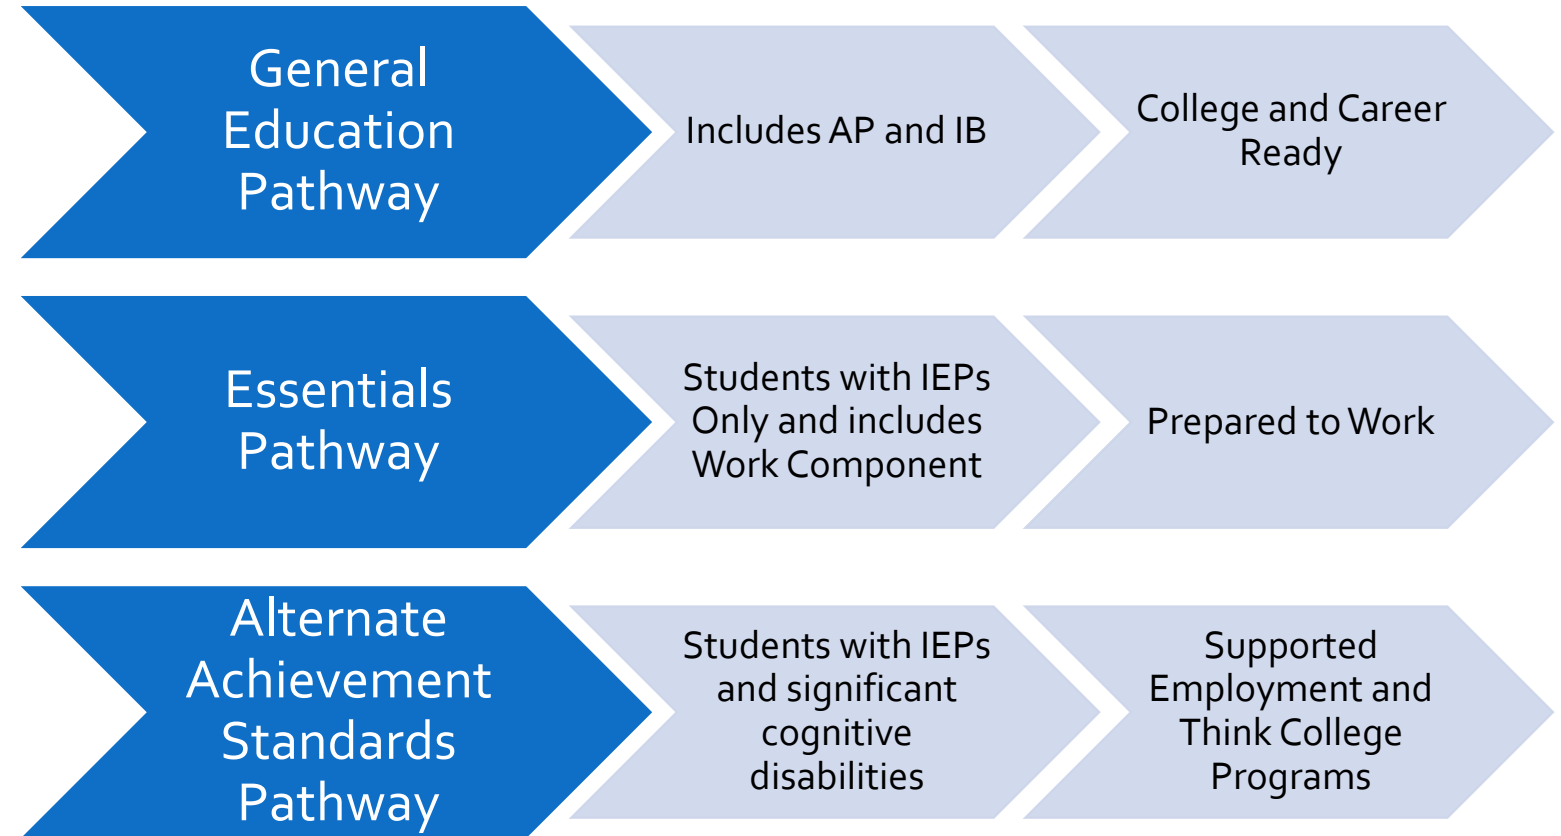 General
Education
Pathway
Includes AP and IB
College and Career
Ready
Essentials
Pathway
Students with IEPs
Only and includes
Work Component
Prepared to Work
Alternate
Achievement
Standards
Pathway
Students with IEPs
and significant
cognitive
disabilities
Supported
Employment and
Think College
Programs